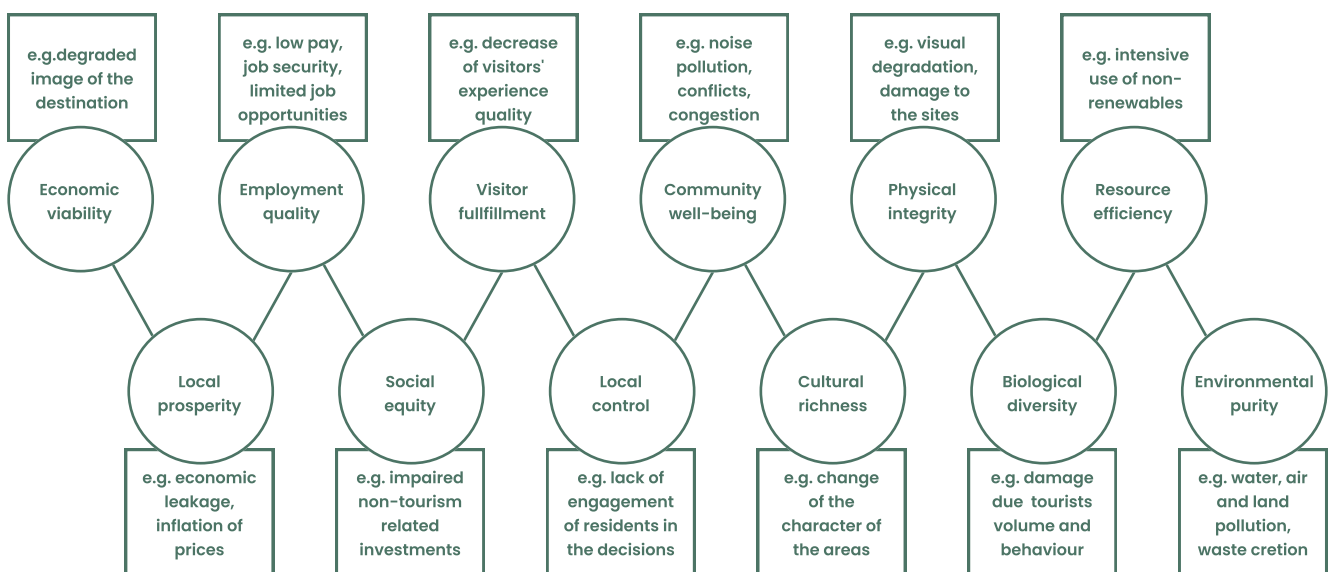 e.g.degraded
image of the
destination
e.g. low pay,
job security,
limited job
opportunities
e.g. decrease
of visitors'
experience
quality
e.g. noise
pollution,
conflicts,
congestion
e.g. visual
degradation,
damage to
the sites
e.g. intensive
use of non-
renewables
Economic
viability
Employment
quality
Visitor
fullfillment
Community
well-being
Physical
integrity
Resource
efficiency
Local
prosperity
Social
equity
Local
control
Cultural
richness
Biological
diversity
Environmental
purity
e.g. economic
leakage,
inflation of
prices
e.g. impaired
non-tourism
related
investments
e.g. lack of
engagement
of residents in
the decisions
e.g. change
of the
character of
the areas
e.g. damage
due tourists
volume and
behaviour
e.g. water, air
and land
pollution,
waste cretion